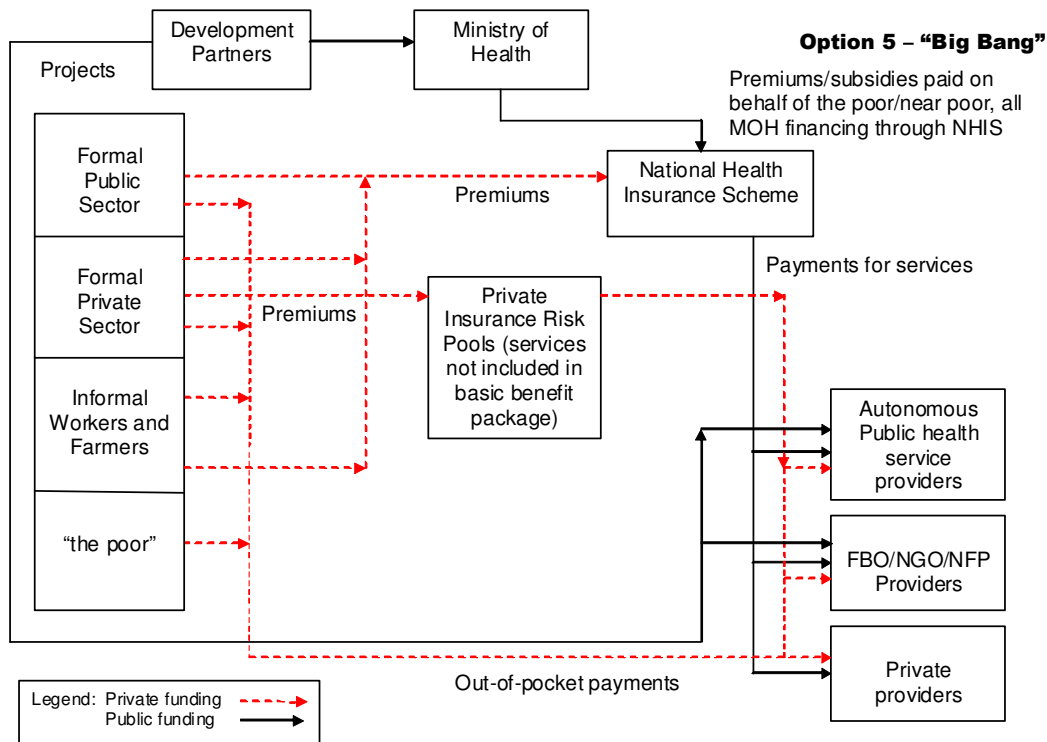 Development
Partners
Ministry of
Health
Option 5 – “Big Bang”
Projects
Premiums/subsidies paid on
behalf of the poor/near poor, all
MOH financing through NHIS
Formal
Public
Sector
Premiums
National Health
Insurance Scheme
Formal
Private
Sector
Premiums
Private
Insurance Risk
Pools (services
not included in
basic benefit
package)
Payments for services
Informal
Workers and
Farmers
Autonomous
Public health
service
providers
“the poor”
FBO/NGO/NFP
Providers
Out-of-pocket payments
Private
providers
Legend: Private funding
Public funding